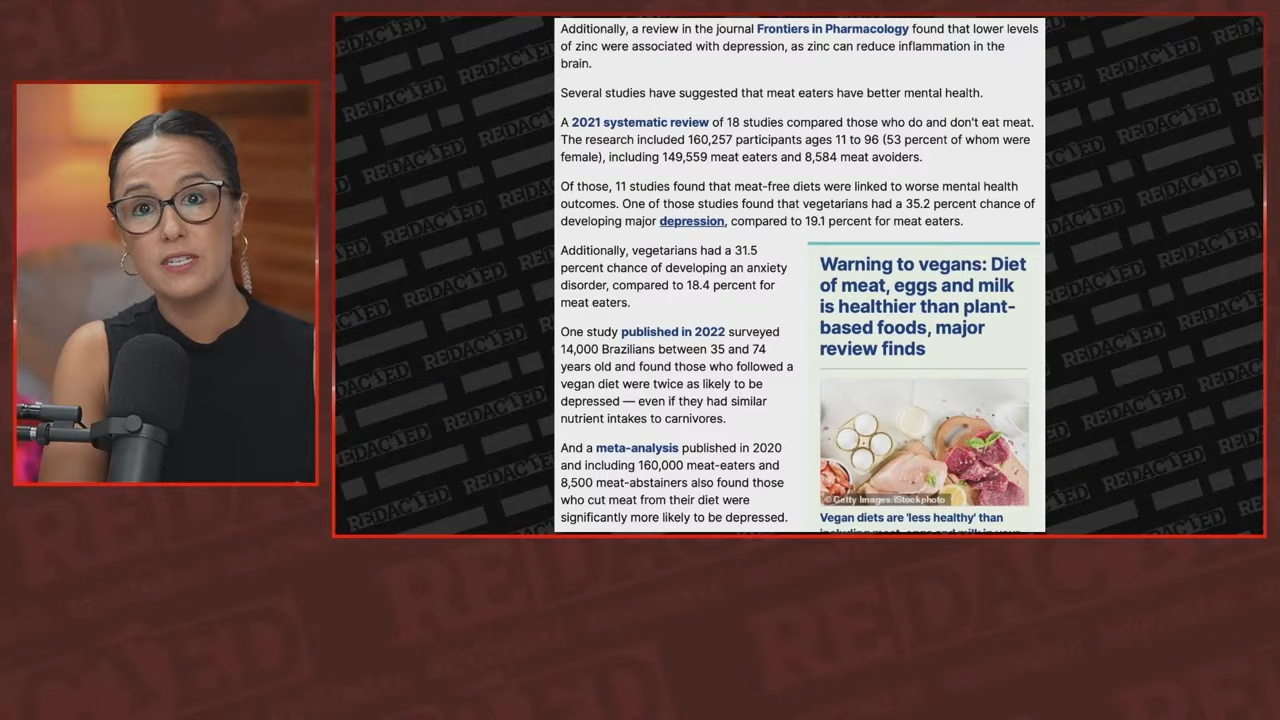 Additionally, a review in the journal Frontiers in Pharmacology found that lower levels
of zinc were associated with depression, as zinc can reduce inflammation in the
brain.
Several studies have suggested that meat eaters have better mental health.
A 2021 systematic review of 18 studies compared those who do and don't eat meat.
The research included 160,257 participants ages 11 to 96 (53 percent of whom were
female), including 149,559 meat eaters and 8,584 meat avoiders.
Of those, 11 studies found that meat-free diets were linked to worse mental health
outcomes. One of those studies found that vegetarians had a 35.2 percent chance of
developing major depression, compared to 19.1 percent for meat eaters.
Additionally, vegetarians had a 31.5
percent chance of developing an anxiety
disorder, compared to 18.4 percent for
meat eaters.
One study published in 2022 surveyed
14,000 Brazilians between 35 and 74
years old and found those who followed a
vegan diet were twice as likely to be
depressed — even if they had similar
nutrient intakes to carnivores.
And a meta-analysis published in 2020
and including 160,000 meat-eaters and
8,500 meat-abstainers also found those
who cut meat from their diet were
significantly more likely to be depressed.
Warning to vegans: Diet
of meat, eggs and milk
is healthier than plant-
based foods, major
review finds
© Getty Images/iStockphoto
Vegan diets are 'less healthy' than
including meat, eggs and milk in your
REDACTED